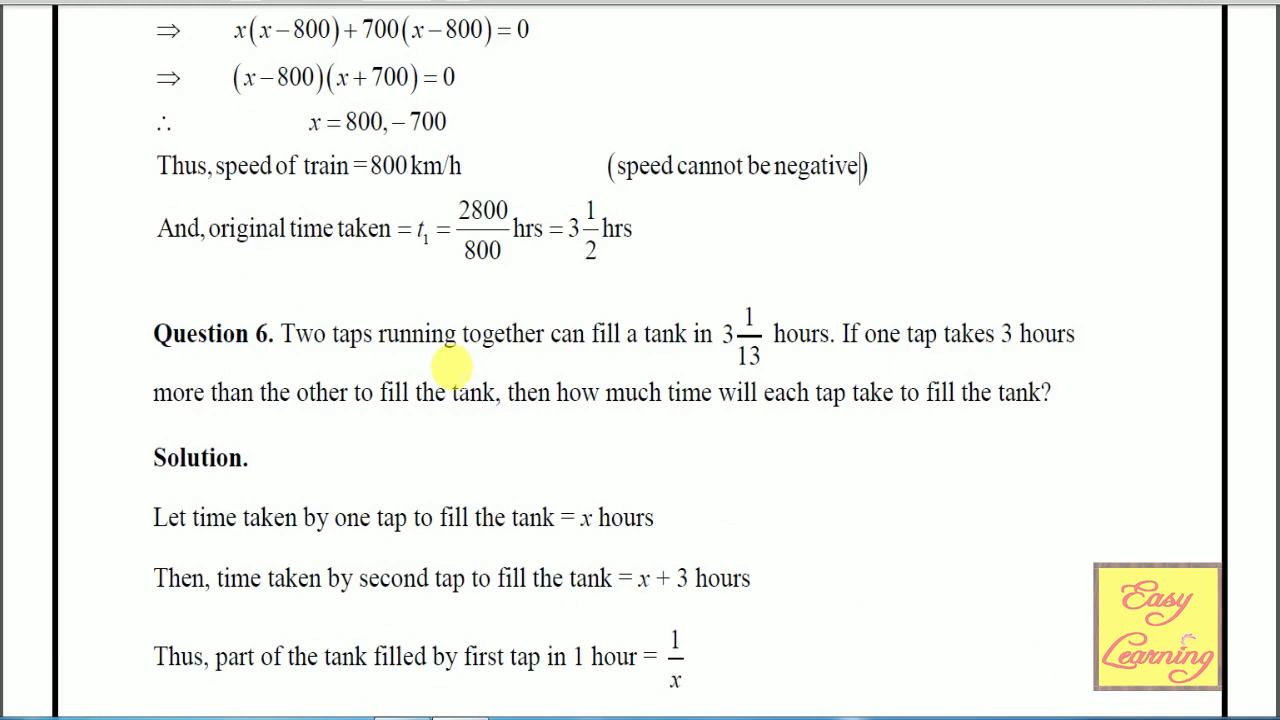 ⇒ x(x−800)+700(x−800)=0
⇒ (x−800)(x+700)=0
∴ x=800,−700
Thus, speed of train=800 km/h (speed cannot be negative)
And, original time taken = t₁ = 2800/800 hrs = 3 1/2 hrs
Question 6. Two taps running together can fill a tank in 3 1/13 hours. If one tap takes 3 hours
more than the other to fill the tank, then how much time will each tap take to fill the tank?
Solution.
Let time taken by one tap to fill the tank = x hours
Then, time taken by second tap to fill the tank = x + 3 hours
Thus, part of the tank filled by first tap in 1 hour = 1/x
Easy
Learning